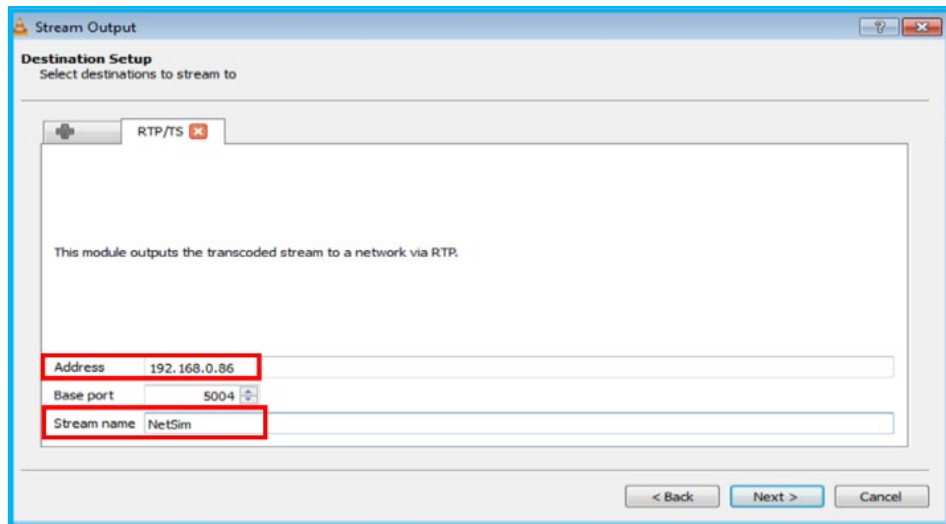 Stream Output
Destination Setup
Select destinations to stream to
RTP/TS
This module outputs the transcoded stream to a network via RTP.
Address 192.168.0.86
Base port 5004
Stream name NetSim
< Back Next > Cancel